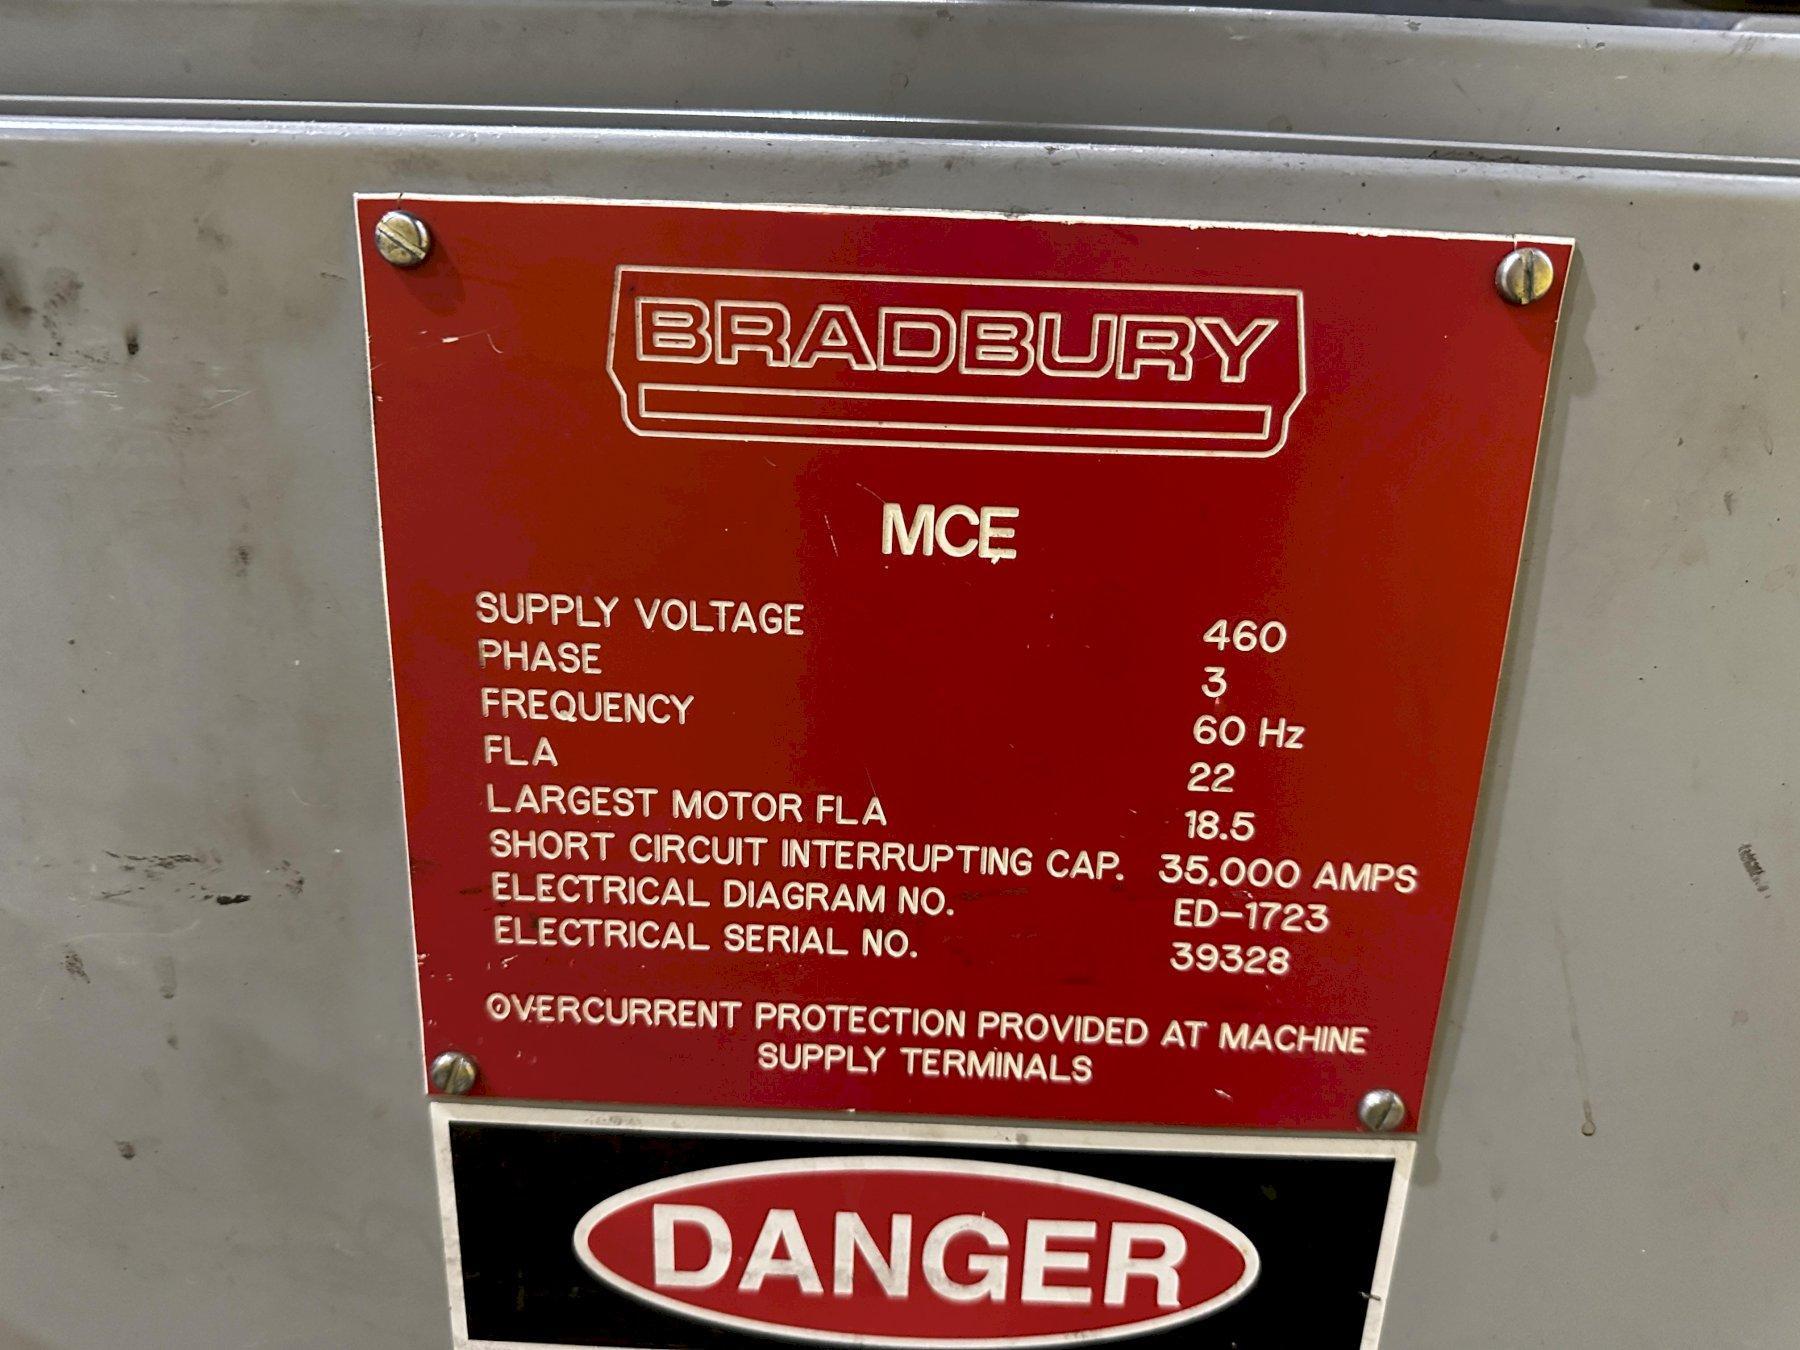 BRADBURY
MCE
SUPPLY VOLTAGE 460
PHASE 3
FREQUENCY 60 Hz
FLA 22
LARGEST MOTOR FLA 18.5
SHORT CIRCUIT INTERRUPTING CAP. 35,000 AMPS
ELECTRICAL DIAGRAM NO. ED-1723
ELECTRICAL SERIAL NO. 39328
OVERCURRENT PROTECTION PROVIDED AT MACHINE
SUPPLY TERMINALS
DANGER